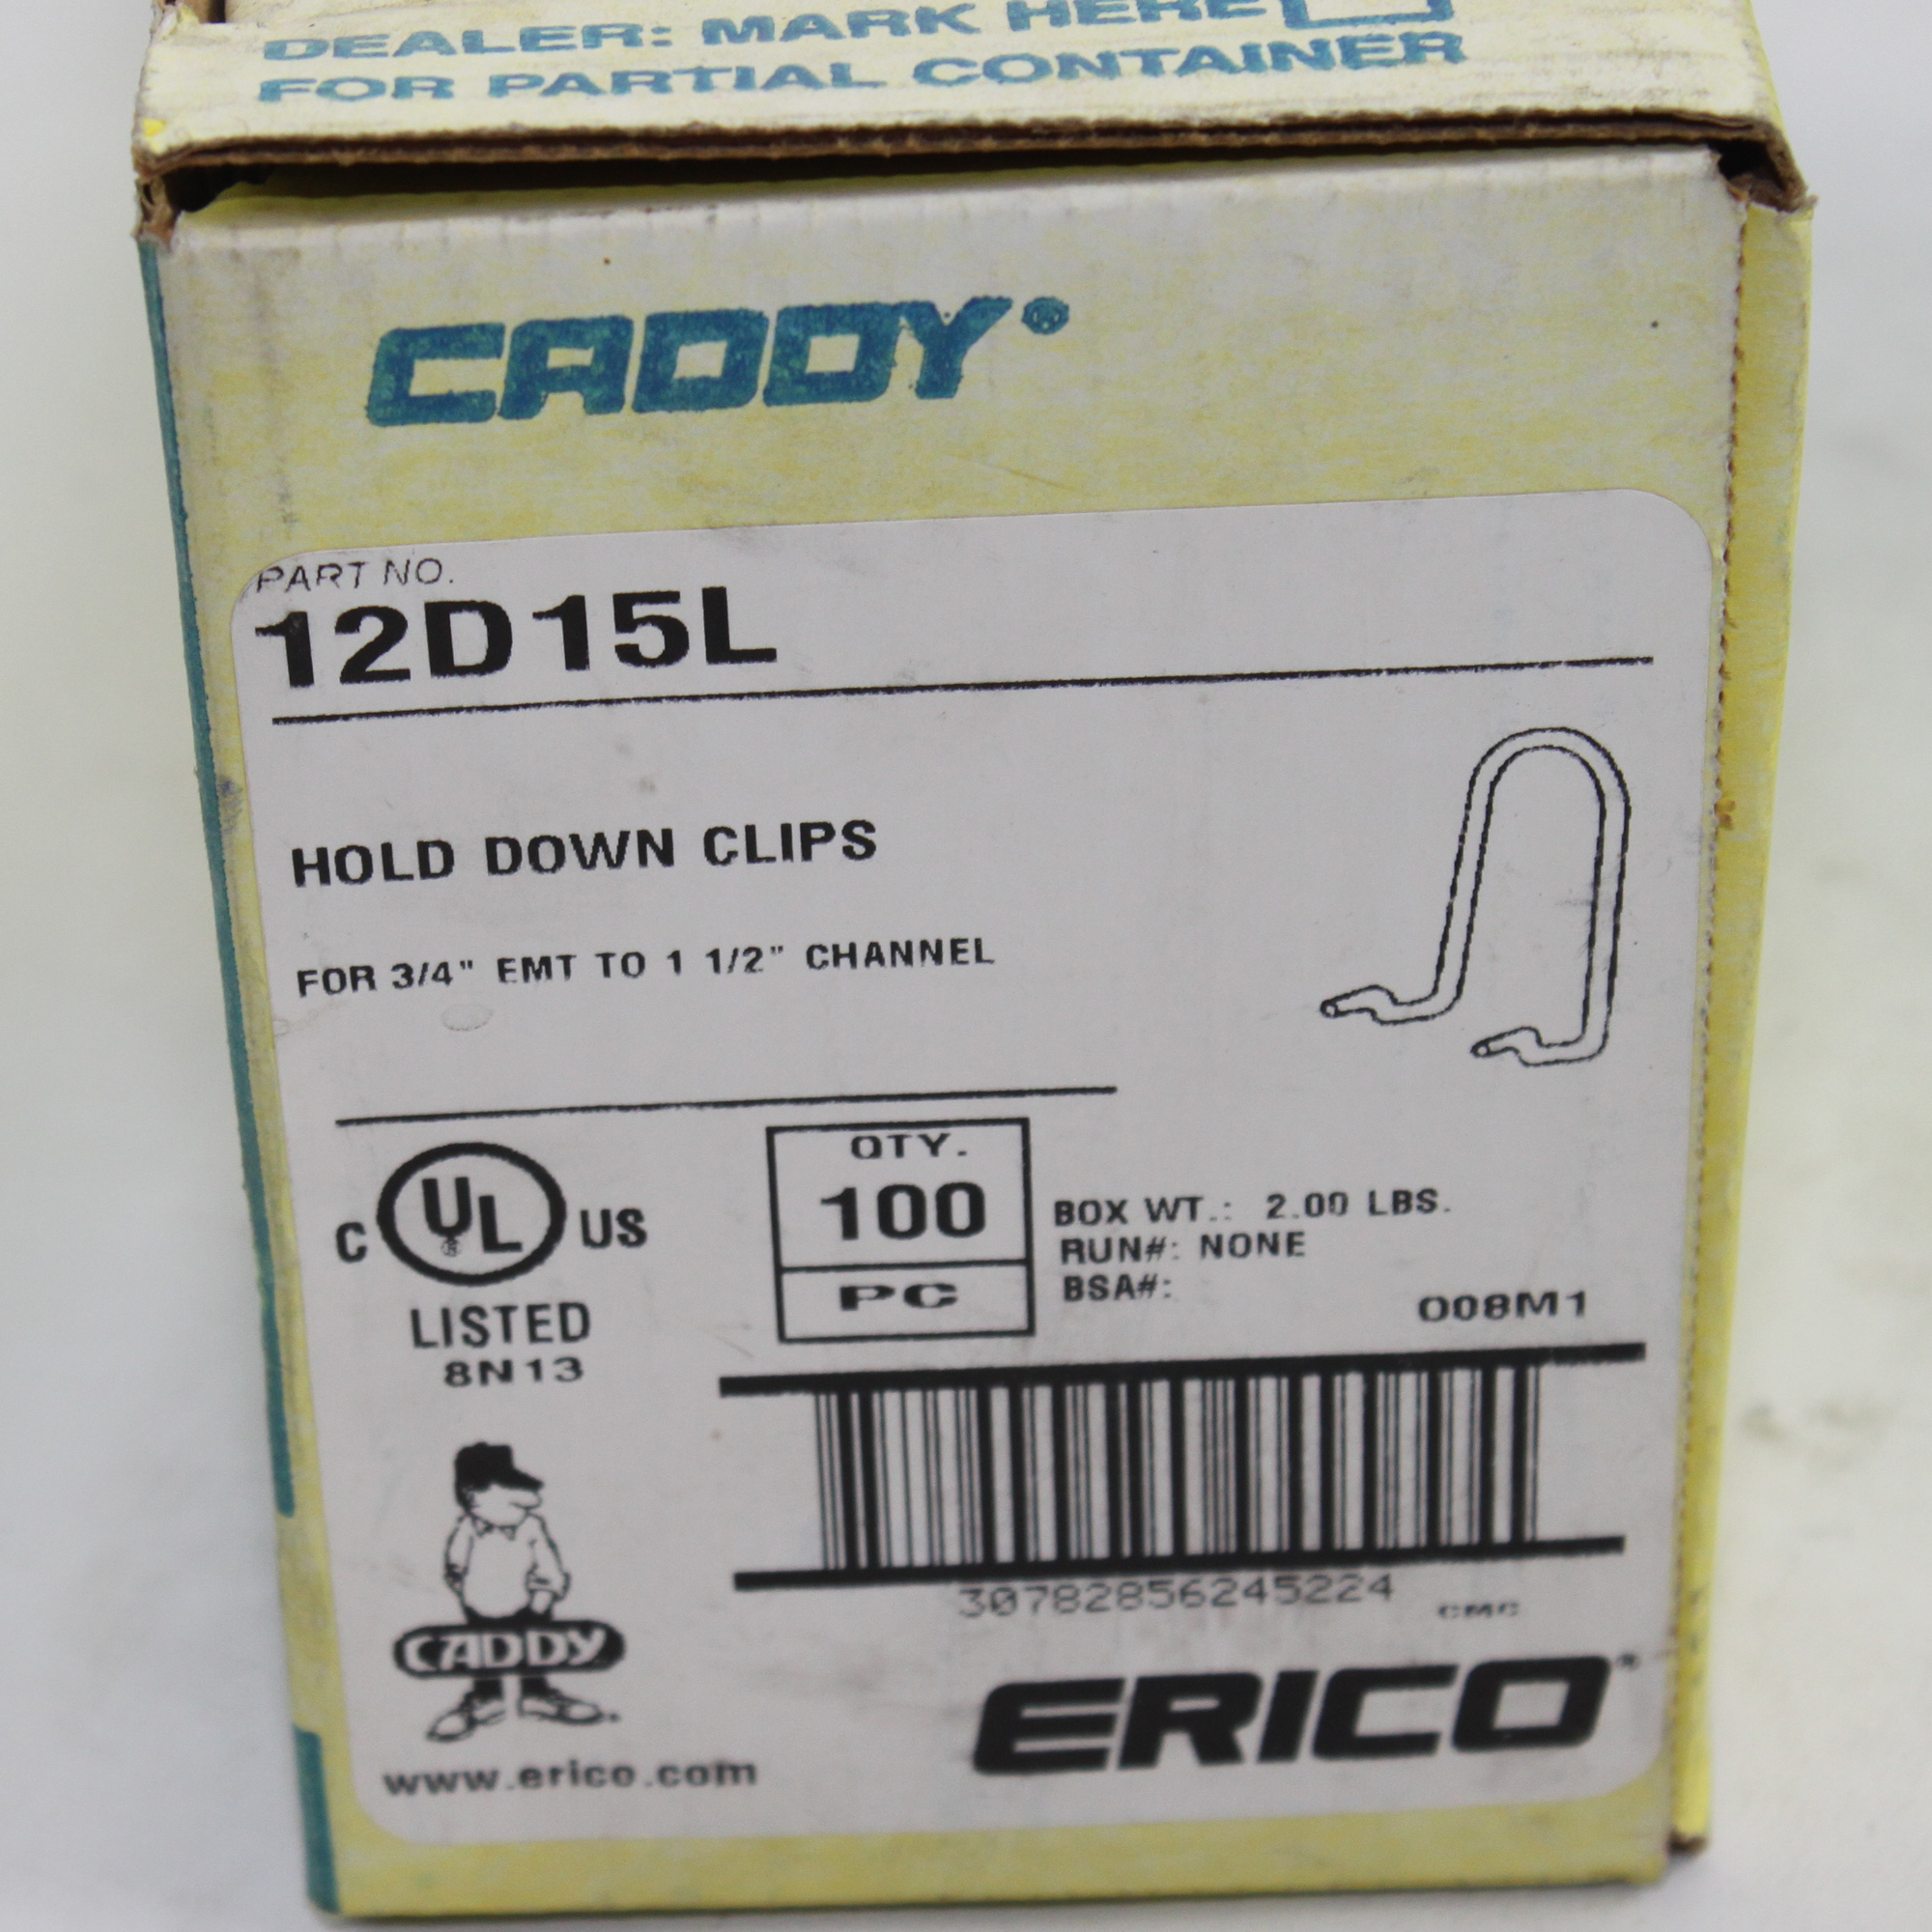 DEALER: MARK HERE
FOR PARTIAL CONTAINER
CADDY®
PART NO.
12D15L
HOLD DOWN CLIPS
FOR 3/4" EMT TO 1 1/2" CHANNEL
C UL® US
LISTED
8N13
QTY.
100
PC
BOX WT.: 2.00 LBS.
RUN#: NONE
BSA#:
008M1
30782856245224
CMC
CADDY
www.erico.com
ERICO®